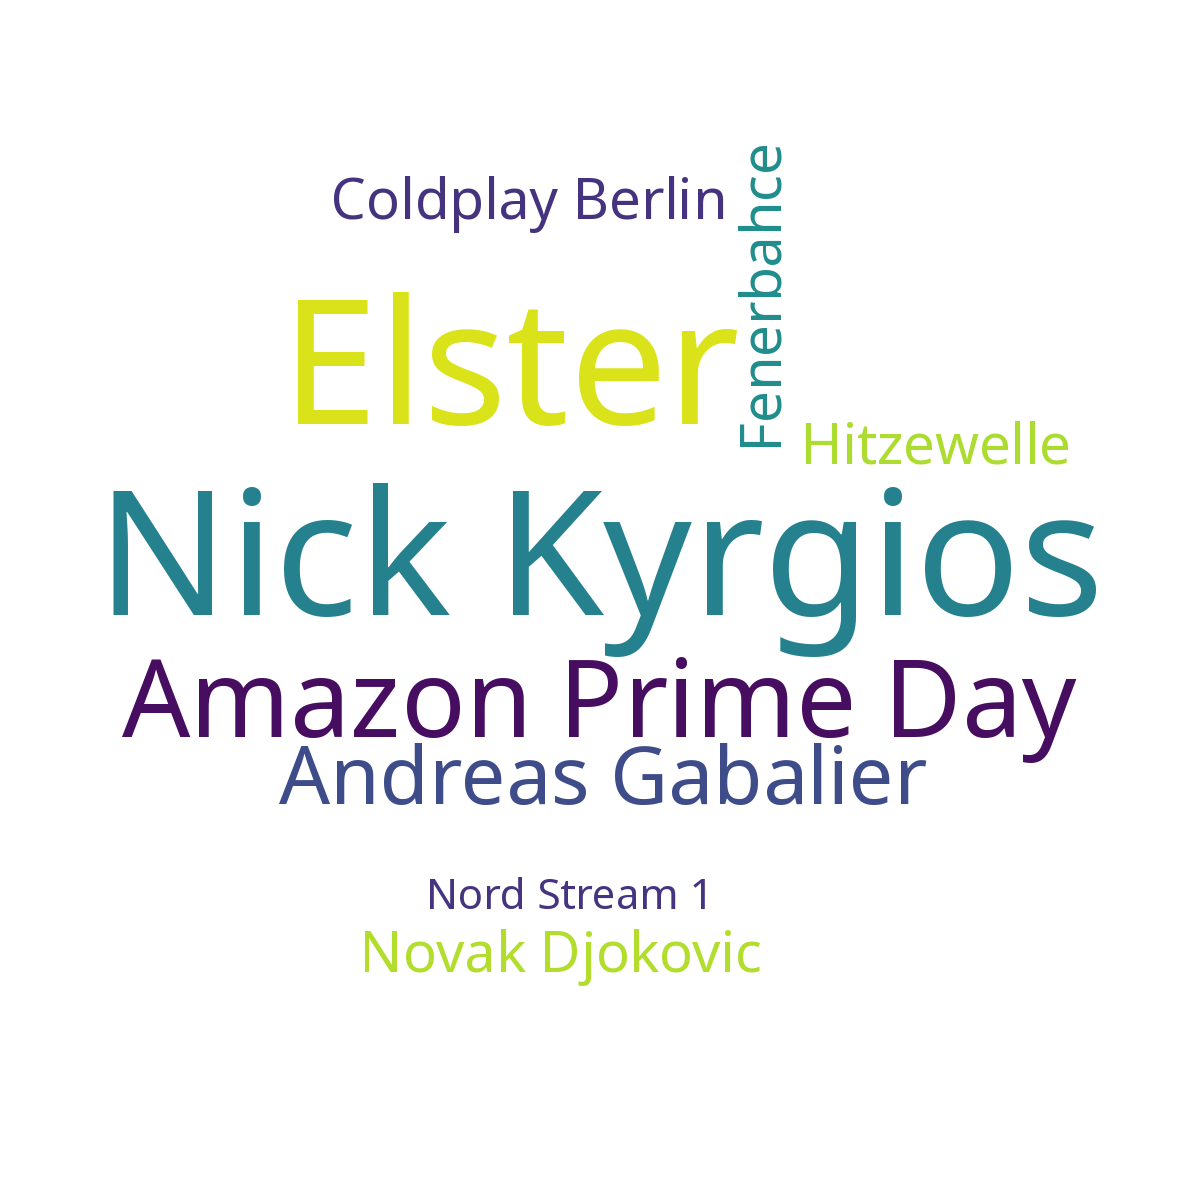 Coldplay Berlin
Fenerbahce
Elster
Hitzewelle
Nick Kyrgios
Amazon Prime Day
Andreas Gabalier
Nord Stream 1
Novak Djokovic